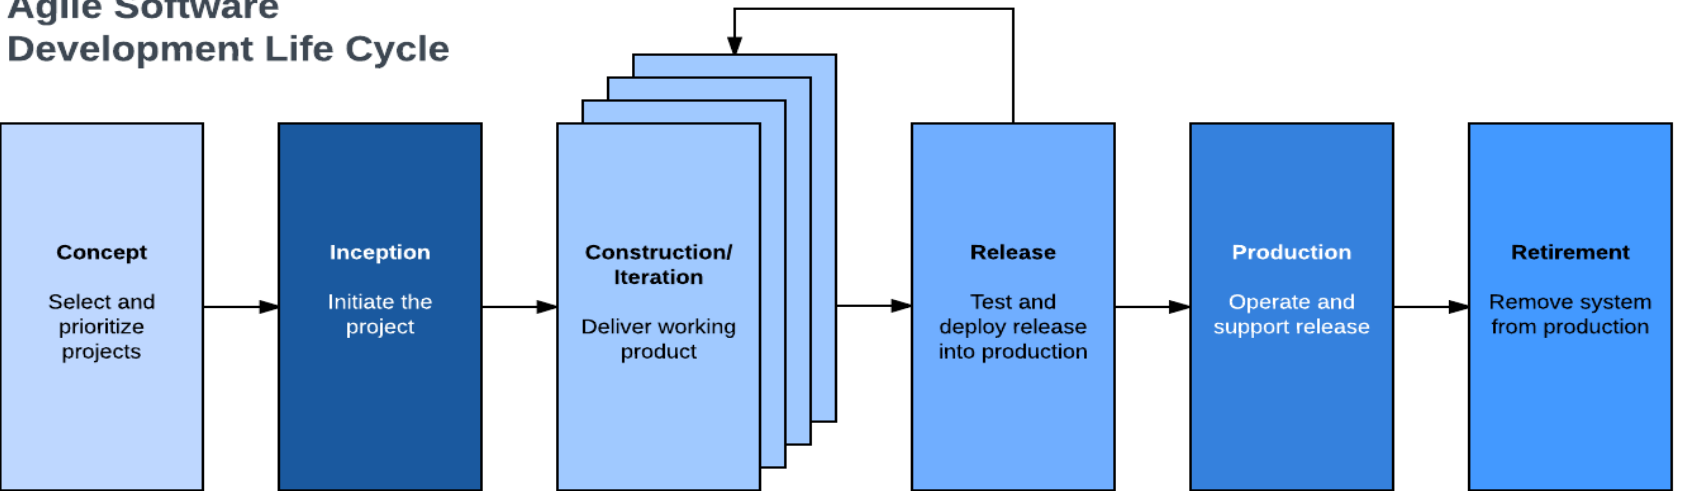 Agile Software
Development Life Cycle
Concept
Select and
prioritize
projects
Inception
Initiate the
project
Construction/
Iteration
Deliver working
product
Release
Test and
deploy release
into production
Production
Operate and
support release
Retirement
Remove system
from production